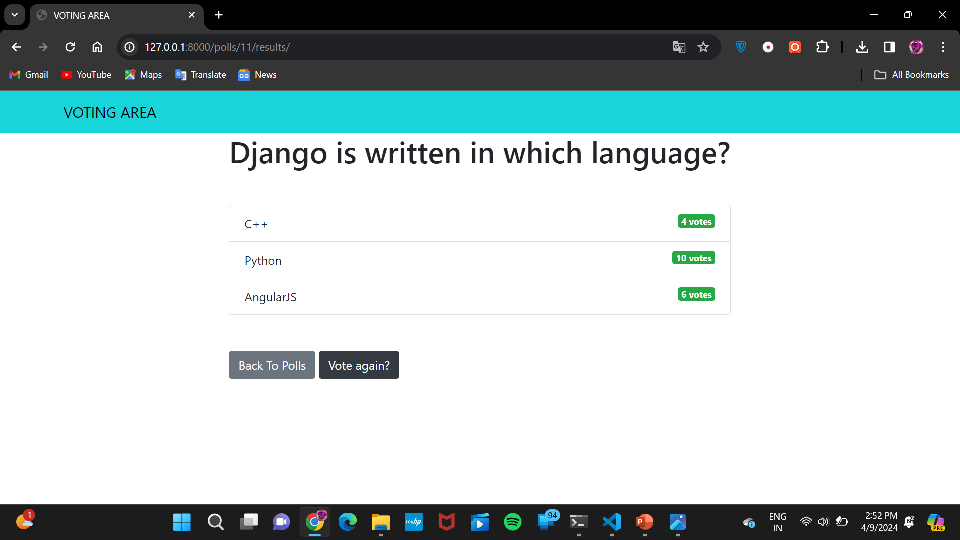 VOTING AREA
127.0.0.1:8000/polls/11/results/
Gmail YouTube Maps Translate News All Bookmarks
VOTING AREA
Django is written in which language?
C++ 4 votes
Python 10 votes
AngularJS 6 votes
Back To Polls Vote again?
1 94 ENG 2:52 PM
IN 4/9/2024